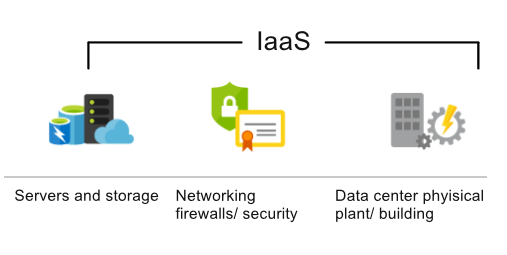 IaaS
Servers and storage
Networking
firewalls/ security
Data center phyisical
plant/ building